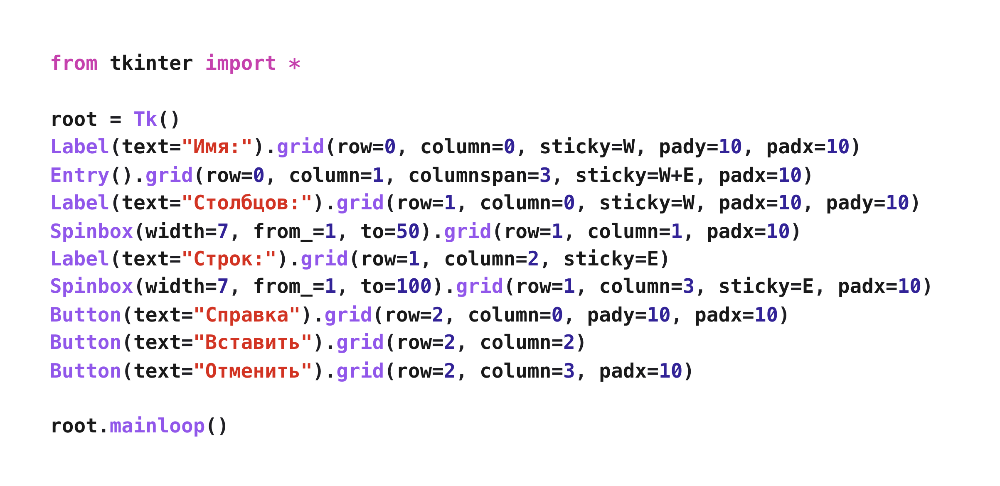 from tkinter import *
root = Tk()
Label(text="Имя:").grid(row=0, column=0, sticky=W, pady=10, padx=10)
Entry().grid(row=0, column=1, columnspan=3, sticky=W+E, padx=10)
Label(text="Столбцов:").grid(row=1, column=0, sticky=W, padx=10, pady=10)
Spinbox(width=7, from_=1, to=50).grid(row=1, column=1, padx=10)
Label(text="Строк:").grid(row=1, column=2, sticky=E)
Spinbox(width=7, from_=1, to=100).grid(row=1, column=3, sticky=E, padx=10)
Button(text="Справка").grid(row=2, column=0, pady=10, padx=10)
Button(text="Вставить").grid(row=2, column=2)
Button(text="Отменить").grid(row=2, column=3, padx=10)
root.mainloop()